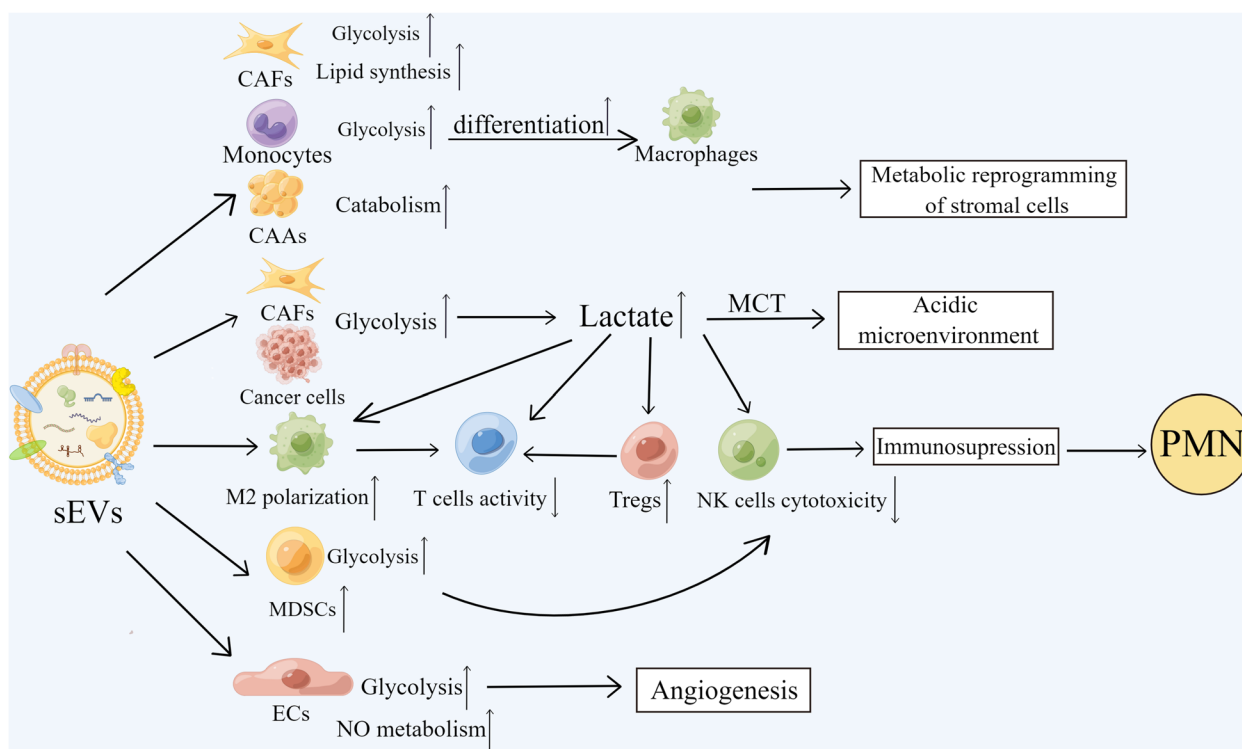 Glycolysis
Lipid synthesis
CAFs
Monocytes
Glycolysis
differentiation
Macrophages
Metabolic reprogramming
of stromal cells
Catabolism
CAAs
CAFs
Glycolysis
Lactate
MCT
Acidic
microenvironment
Cancer cells
sEVs
M2 polarization
T cells activity
Tregs
NK cells cytotoxicity
Immunosupression
PMN
Glycolysis
MDSCs
ECs
Glycolysis
NO metabolism
Angiogenesis